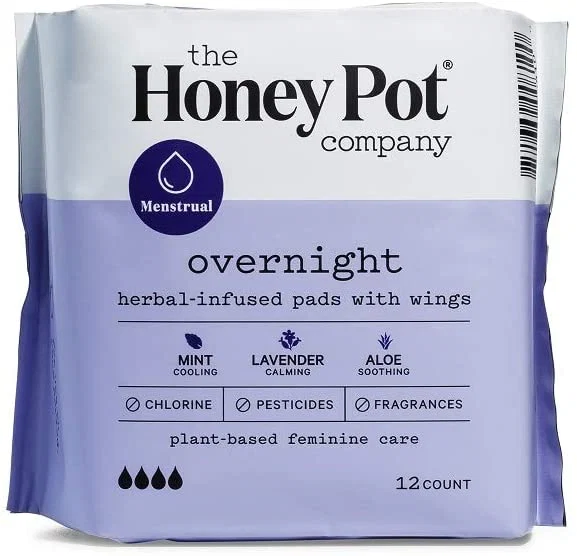 the
Honey Pot®
company
Menstrual
overnight
herbal-infused pads with wings
MINT
COOLING
LAVENDER
CALMING
ALOE
SOOTHING
CHLORINE
PESTICIDES
FRAGRANCES
plant-based feminine care
12 COUNT